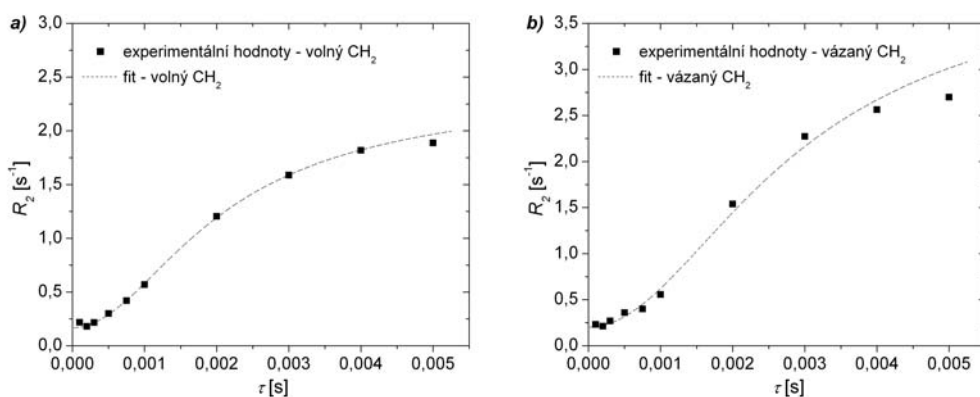 a)
3,0
2,5
2,0
1,5
1,0
0,5
0,0
R₂ [s⁻¹]
experimentální hodnoty - volný CH₂
fit - volný CH₂
0,000 0,001 0,002 0,003 0,004 0,005
τ [s]
b)
3,5
3,0
2,5
2,0
1,5
1,0
0,5
0,0
R₂ [s⁻¹]
experimentální hodnoty - vázaný CH₂
fit - vázaný CH₂
0,000 0,001 0,002 0,003 0,004 0,005
τ [s]